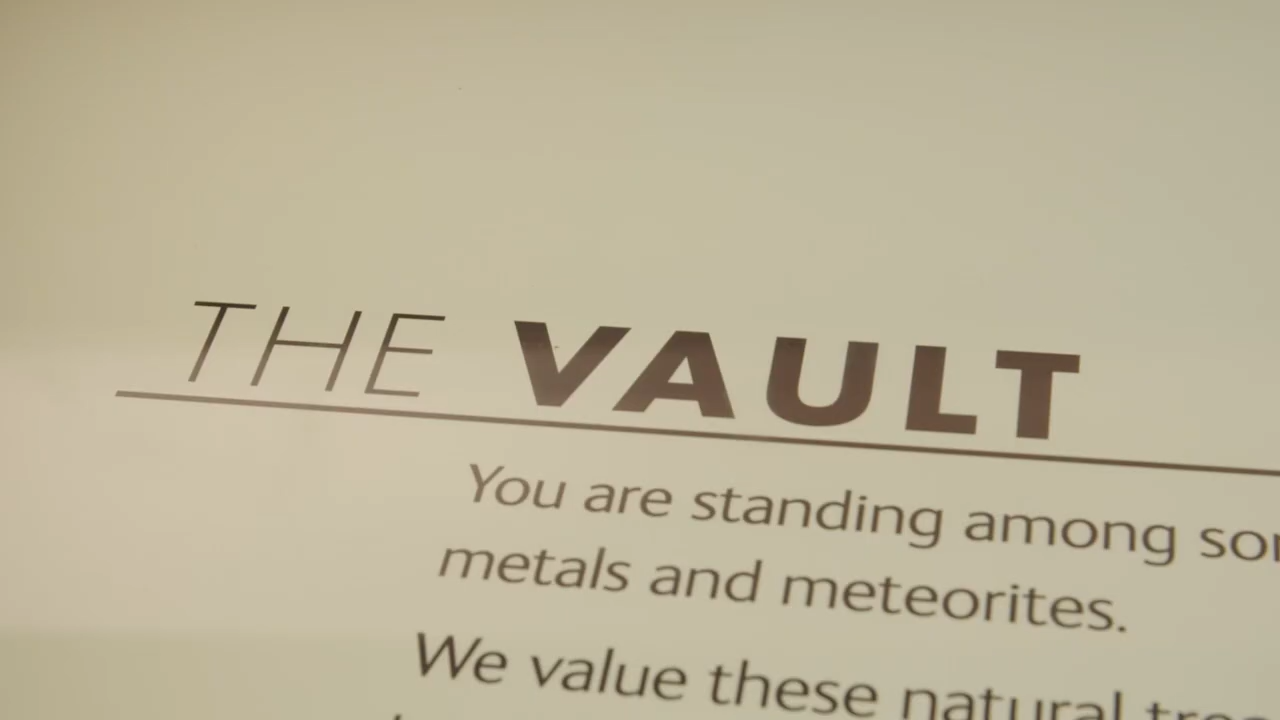 THE VAULT
You are standing among
metals and meteorites.
We value these natural